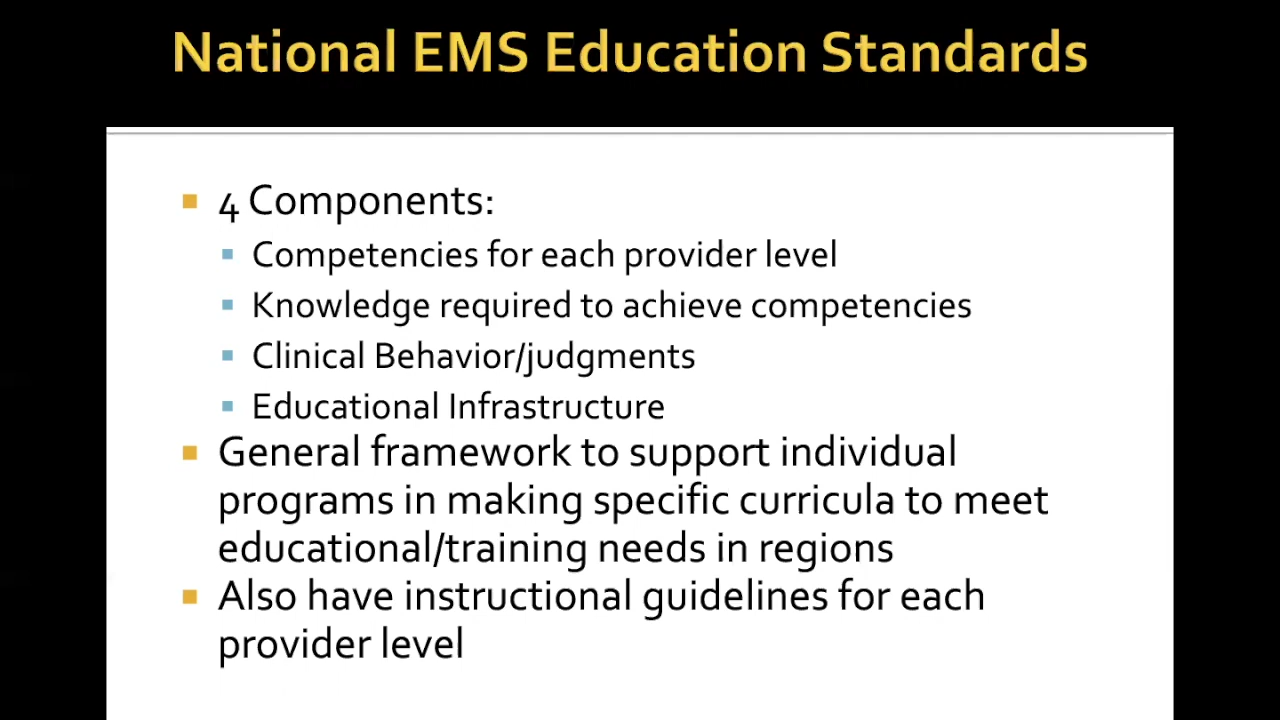 National EMS Education Standards
4 Components:
Competencies for each provider level
Knowledge required to achieve competencies
Clinical Behavior/judgments
Educational Infrastructure
General framework to support individual
programs in making specific curricula to meet
educational/training needs in regions
Also have instructional guidelines for each
provider level